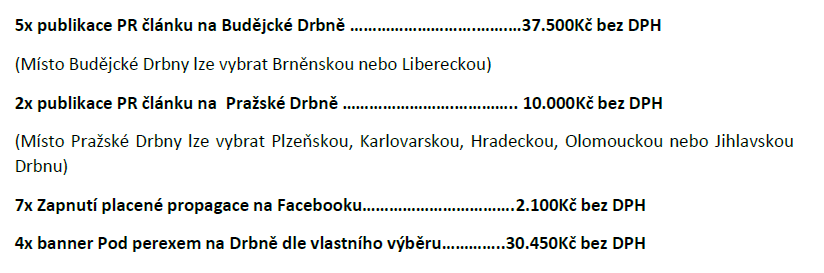 5x publikace PR článku na Budějcké Drbně ……………………….…….…37.500Kč bez DPH
(Místo Budějcké Drbny lze vybrat Brněnskou nebo Libereckou)
2x publikace PR článku na  Pražské Drbně ……………………….………….. 10.000Kč bez DPH
(Místo Pražské Drbny lze vybrat Plzeňskou, Karlovarskou, Hradeckou, Olomouckou nebo Jihlavskou
Drbnu)
7x Zapnutí placené propagace na Facebooku…………………………….2.100Kč bez DPH
4x banner Pod perexem na Drbně dle vlastního výběru…………..30.450Kč bez DPH